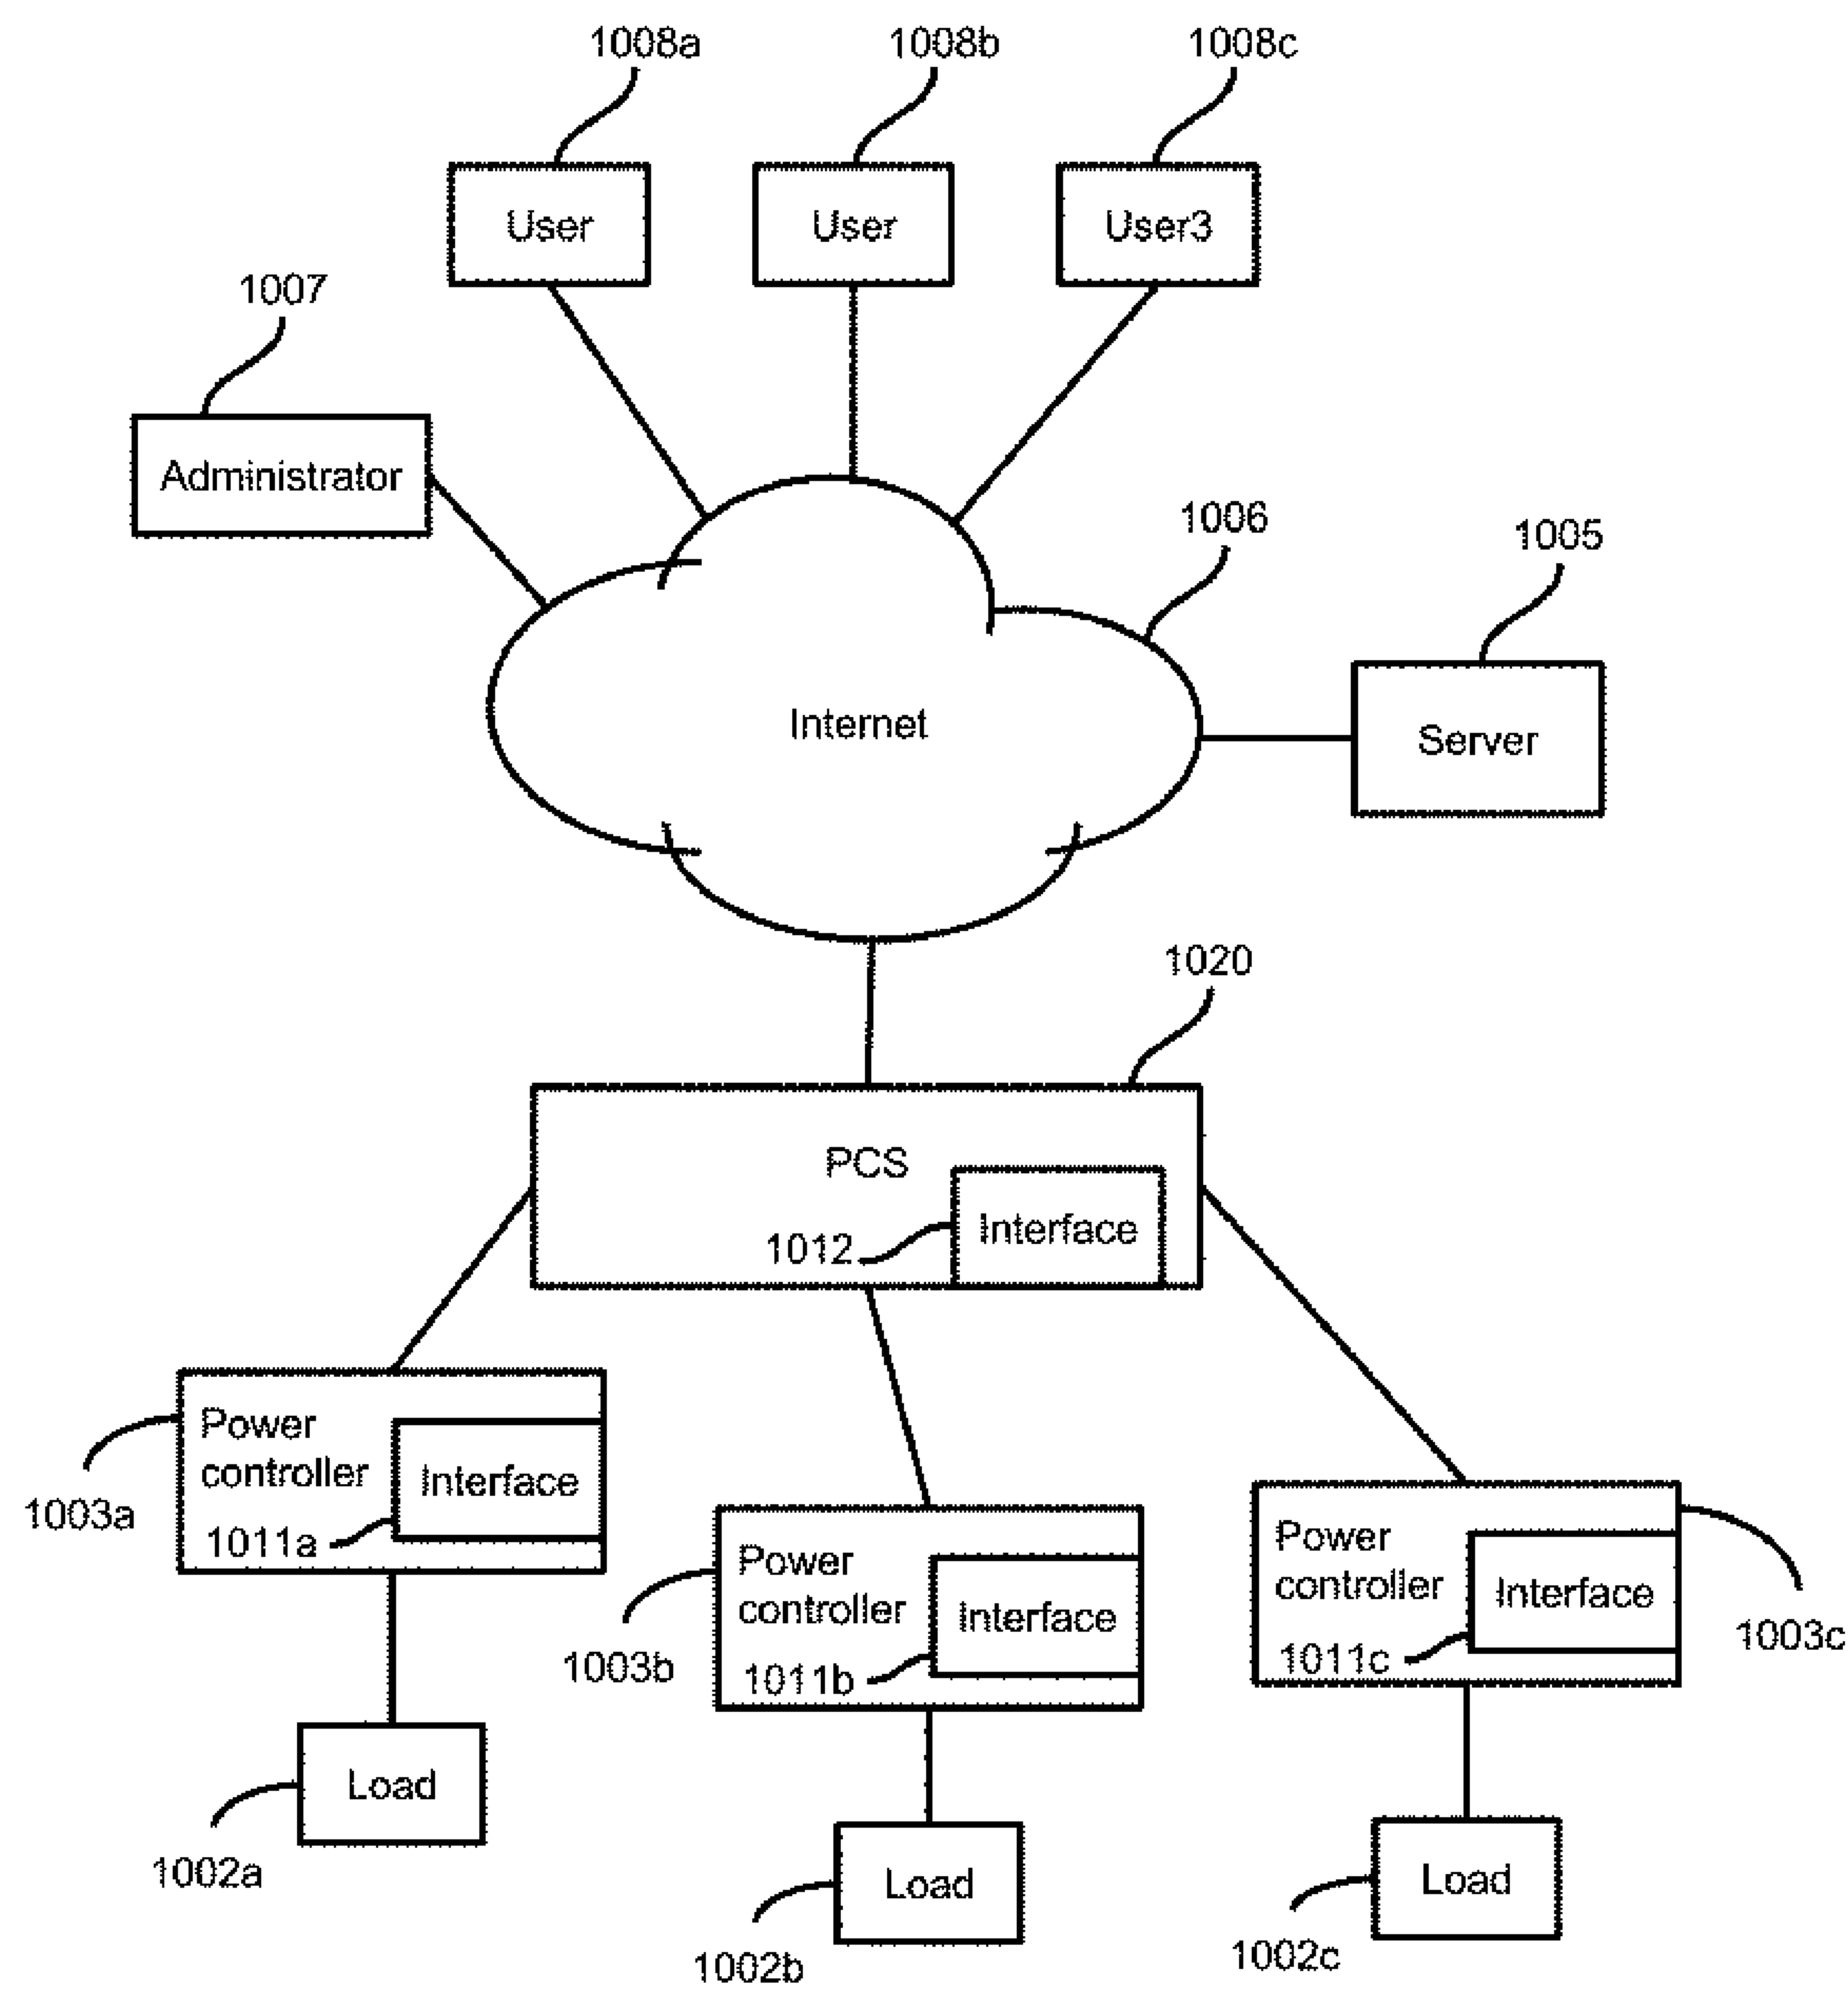 1008a
1008b
1008c
User
User
User3
1007
Administrator
1006
1005
Internet
Server
1020
PCS
Interface
1012
Power
controller
Interface
1003a
1011a
Power
controller
Interface
1003b
1011b
Power
controller
Interface
1003c
1011c
Load
1002a
Load
1002b
Load
1002c